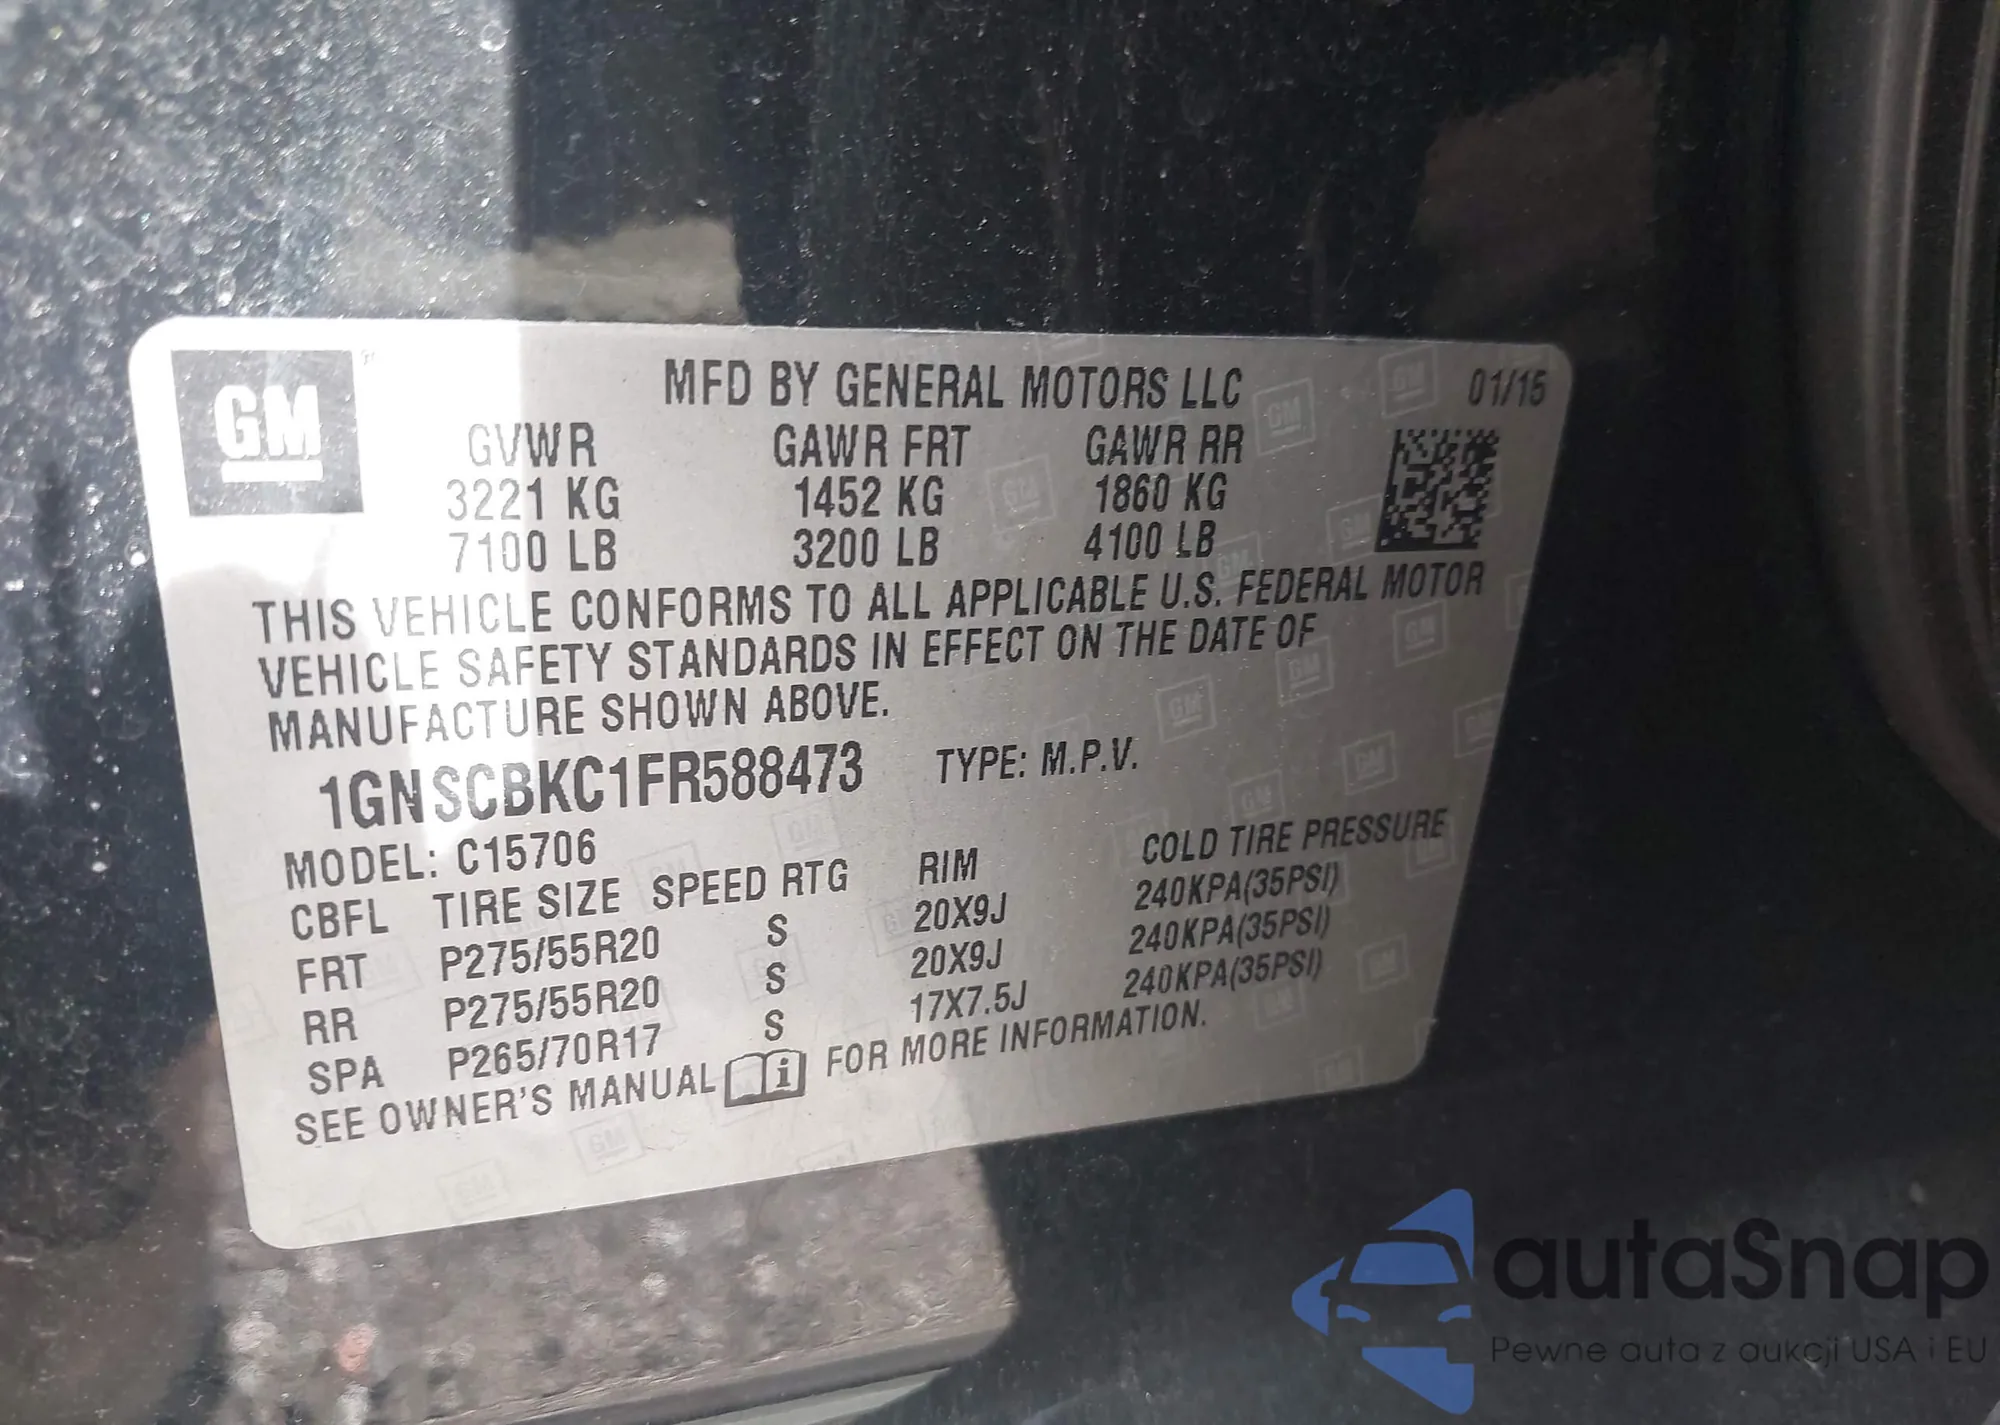 GM
MFD BY GENERAL MOTORS LLC 01/15
GVWR GAWR FRT GAWR RR
3221 KG 1452 KG 1860 KG
7100 LB 3200 LB 4100 LB
THIS VEHICLE CONFORMS TO ALL APPLICABLE U.S. FEDERAL MOTOR
VEHICLE SAFETY STANDARDS IN EFFECT ON THE DATE OF
MANUFACTURE SHOWN ABOVE.
1GNSCBKC1FR588473 TYPE: M.P.V.
MODEL: C15706
CBFL TIRE SIZE SPEED RTG RIM COLD TIRE PRESSURE
FRT P275/55R20 S 20X9J 240KPA(35PSI)
RR P275/55R20 S 20X9J 240KPA(35PSI)
SPA P265/70R17 S 17X7.5J 240KPA(35PSI)
SEE OWNER'S MANUAL i FOR MORE INFORMATION.
autaSnap
Pewne auta z aukcji USA i EU